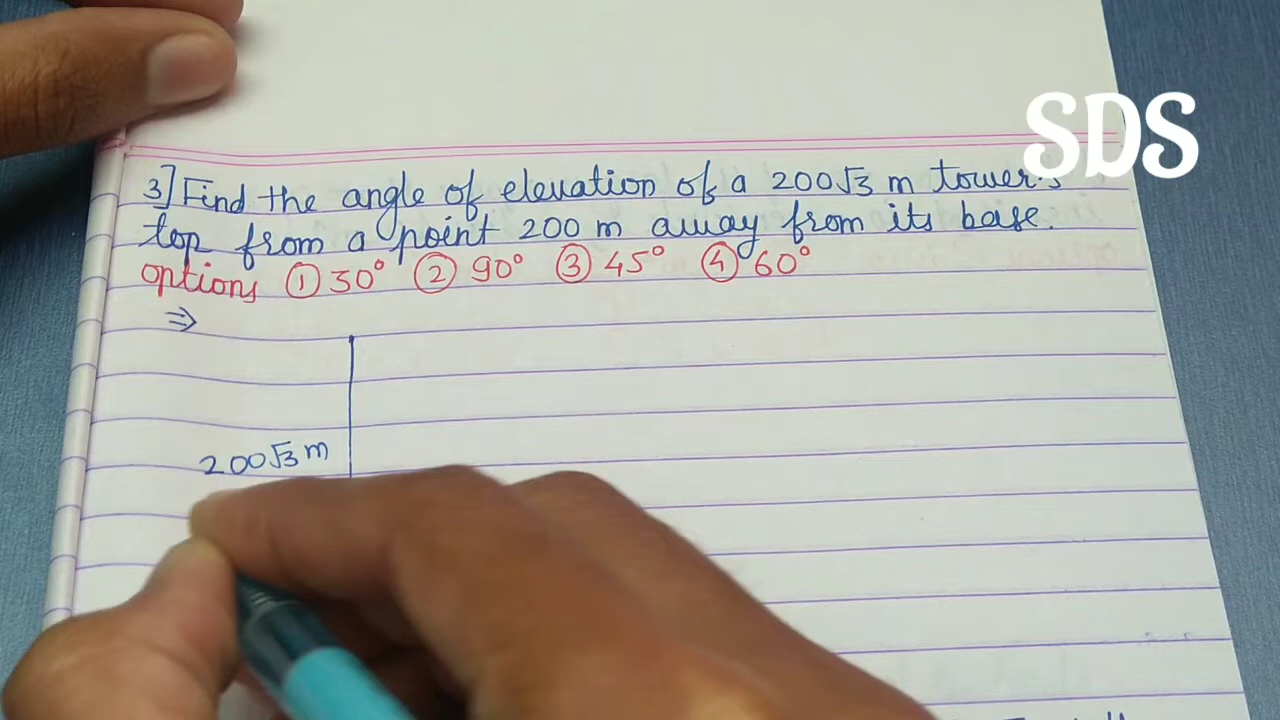 SDS
3] Find the angle of elevation of a 200√3 m tower's
top from a point 200 m away from its base.
options ① 30° ② 90° ③ 45° ④ 60°
⇒
200√3 m